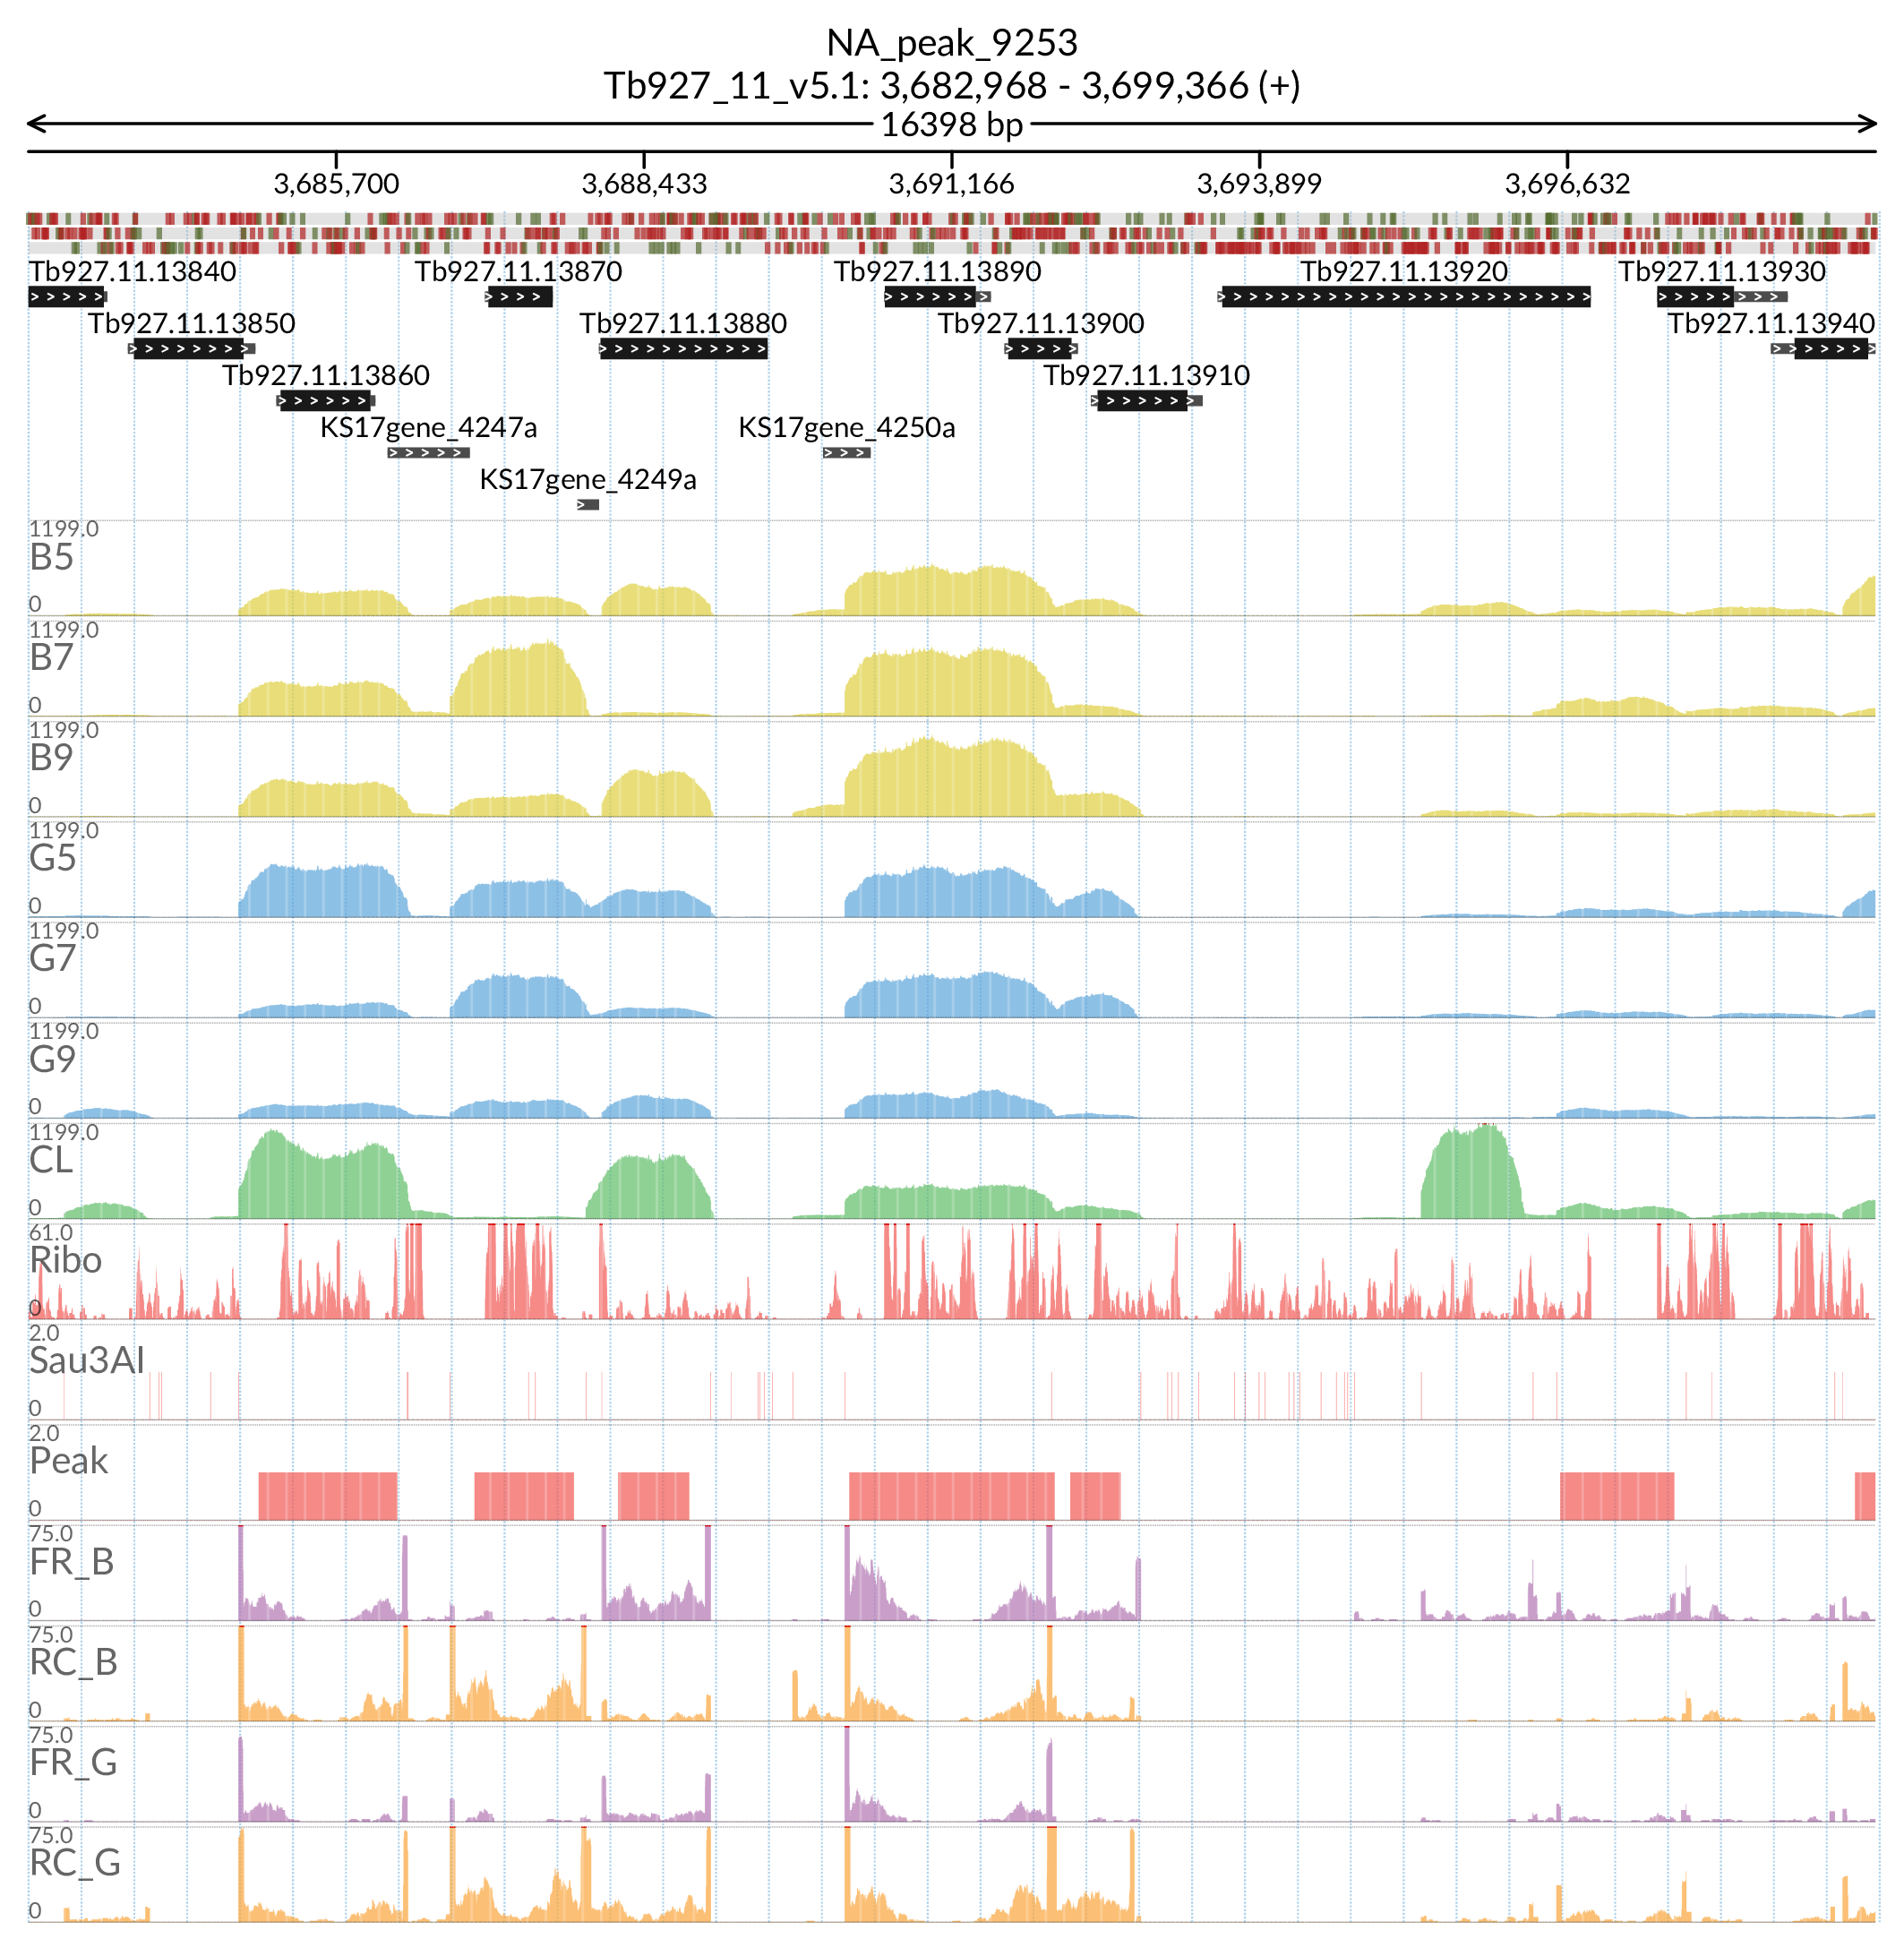 NA_peak_9253
Tb927_11_v5.1: 3,682,968 - 3,699,366 (+)
16398 bp
3,685,700 3,688,433 3,691,166 3,693,899 3,696,632
Tb927.11.13840 Tb927.11.13870 Tb927.11.13890 Tb927.11.13920 Tb927.11.13930
Tb927.11.13850 Tb927.11.13880 Tb927.11.13900 Tb927.11.13940
Tb927.11.13860 Tb927.11.13910
KS17gene_4247a KS17gene_4250a
KS17gene_4249a
1199.0
B5
0
1199.0
B7
0
1199.0
B9
0
1199.0
G5
0
1199.0
G7
0
1199.0
G9
0
1199.0
CL
0
61.0
Ribo
0
2.0
Sau3AI
0
2.0
Peak
0
75.0
FR_B
0
75.0
RC_B
0
75.0
FR_G
0
75.0
RC_G
0